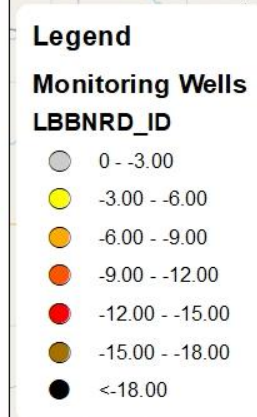 Legend
Monitoring Wells
LBBNRD_ID
0 - -3.00
-3.00 - -6.00
-6.00 - -9.00
-9.00 - -12.00
-12.00 - -15.00
-15.00 - -18.00
<-18.00